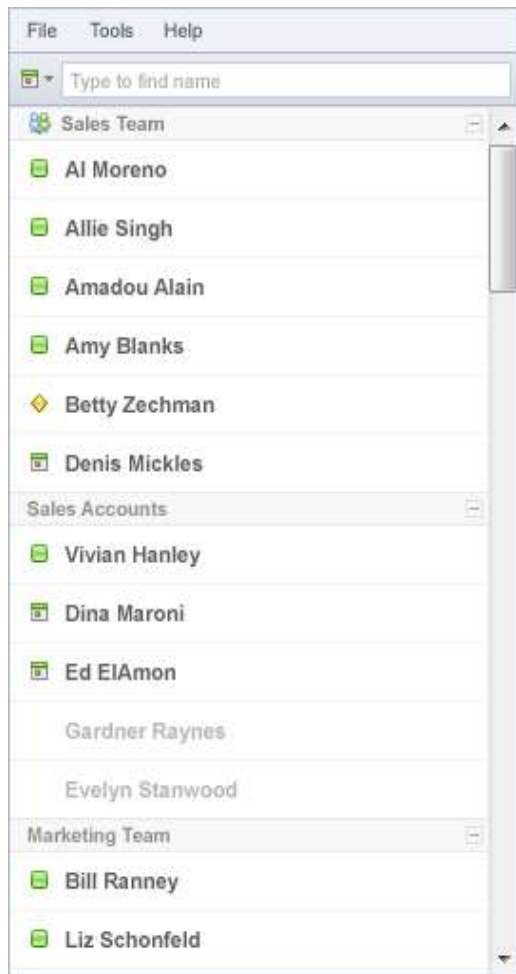 File Tools Help
Type to find name
Sales Team
Al Moreno
Allie Singh
Amadou Alain
Amy Blanks
Betty Zechman
Denis Mickles
Sales Accounts
Vivian Hanley
Dina Maroni
Ed ElAmon
Gardner Raynes
Evelyn Stanwood
Marketing Team
Bill Ranney
Liz Schonfeld